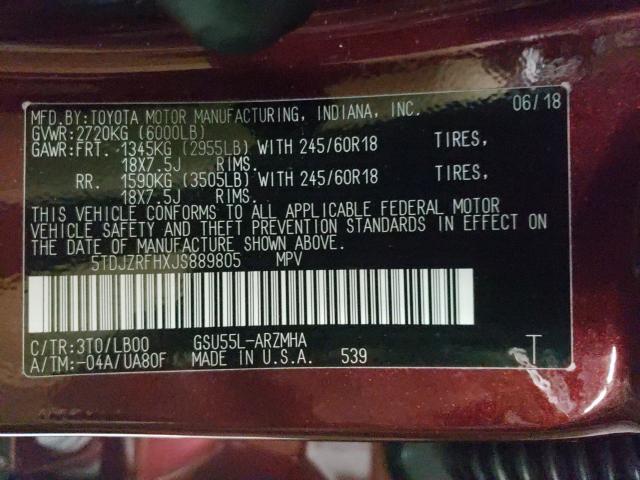 MFD.BY:TOYOTA MOTOR MANUFACTURING, INDIANA, INC. 06/18
GVWR:2720KG (6000LB)
GAWR:FRT. 1345KG (2955LB) WITH 245/60R18 TIRES,
18X7.5J RIMS.
RR. 1590KG (3505LB) WITH 245/60R18 TIRES,
18X7.5J RIMS.
THIS VEHICLE CONFORMS TO ALL APPLICABLE FEDERAL MOTOR
VEHICLE SAFETY AND THEFT PREVENTION STANDARDS IN EFFECT ON
THE DATE OF MANUFACTURE SHOWN ABOVE.
5TDJZRFHXJS889805 MPV
C/TR:3T0/LB00 GSU55L-ARZMHA
A/TM:-04A/UA80F MADE IN U.S.A. 539 T